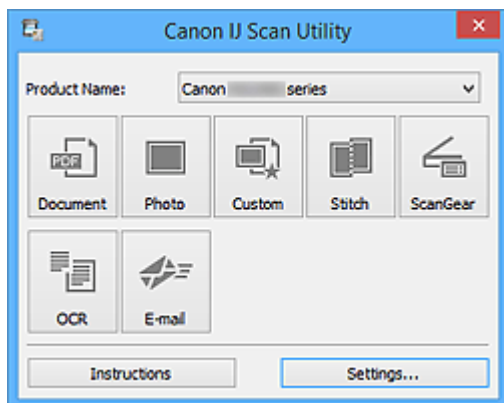 Canon IJ Scan Utility
Product Name: Canon series
PDF
Document Photo Custom Stitch ScanGear
OCR E-mail
Instructions Settings...